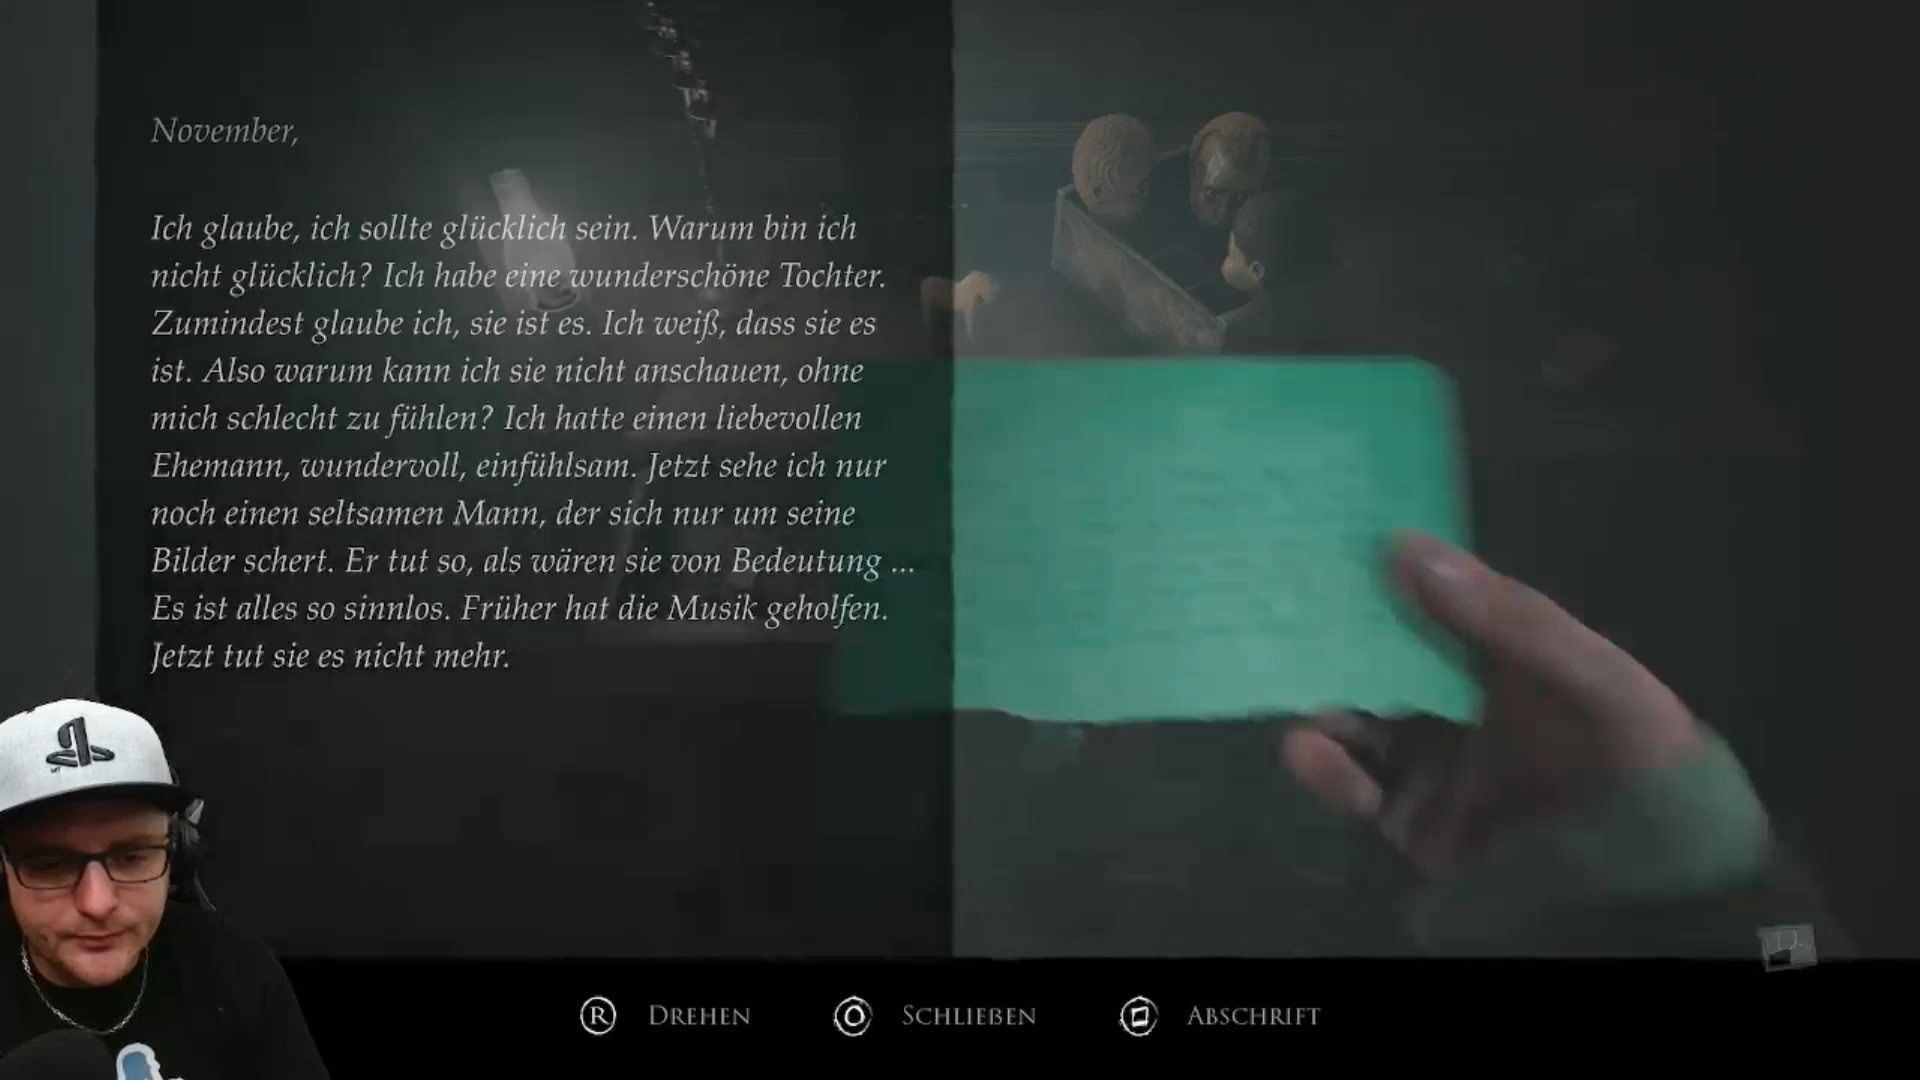 November,
Ich glaube, ich sollte glücklich sein. Warum bin ich
nicht glücklich? Ich habe eine wunderschöne Tochter.
Zumindest glaube ich, sie ist es. Ich weiß, dass sie es
ist. Also warum kann ich sie nicht anschauen, ohne
mich schlecht zu fühlen? Ich hatte einen liebevollen
Ehemann, wundervoll, einfühlsam. Jetzt sehe ich nur
noch einen seltsamen Mann, der sich nur um seine
Bilder schert. Er tut so, als wären sie von Bedeutung ...
Es ist alles so sinnlos. Früher hat die Musik geholfen.
Jetzt tut sie es nicht mehr.
R DREHEN SCHLIEẞEN ABSCHRIFT